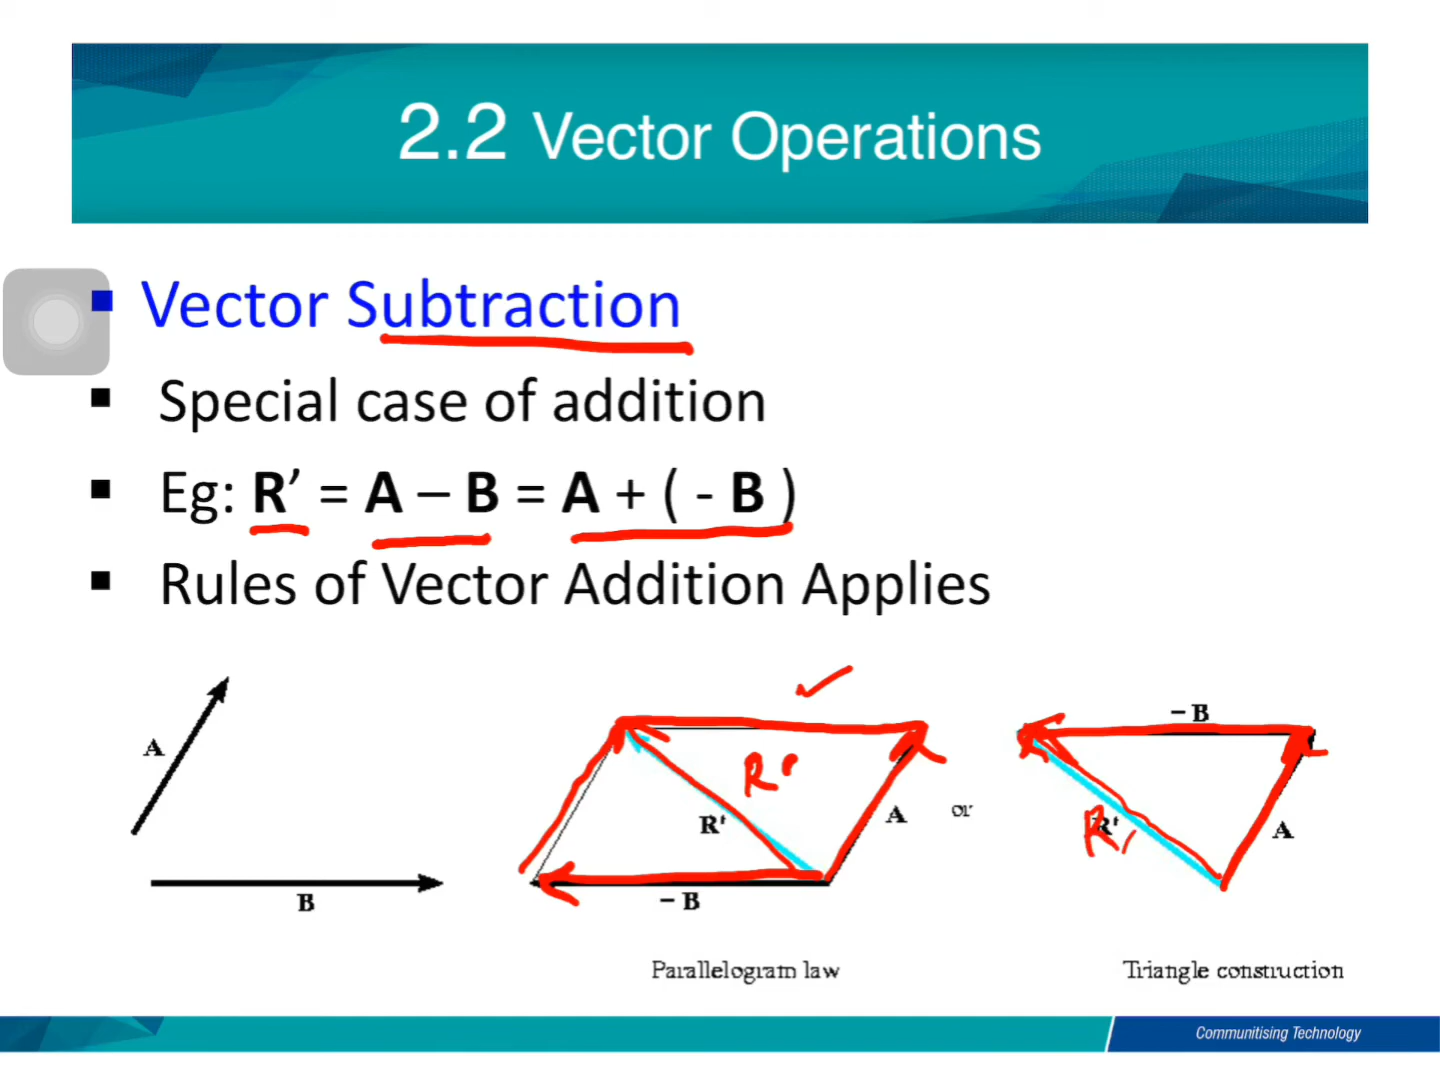 2.2 Vector Operations
Vector Subtraction
Special case of addition
Eg: R’ = A – B = A + ( - B )
Rules of Vector Addition Applies
A
B
R'
A
– B
R'
Parallelogram law
or
– B
A
R'
R'
Triangle construction
Communitising Technology